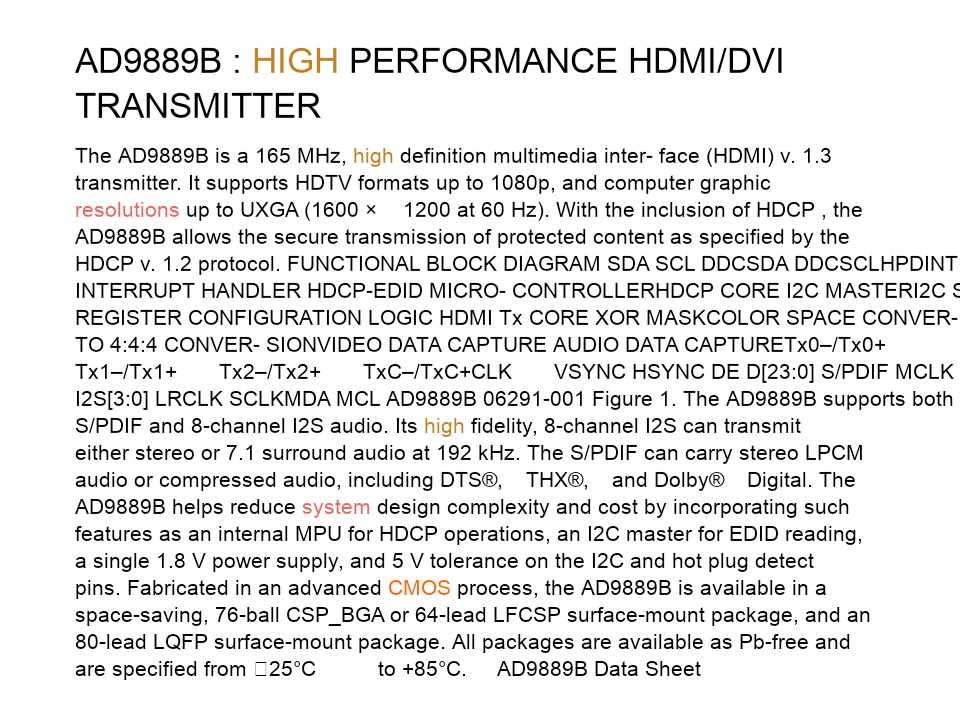 AD9889B : HIGH PERFORMANCE HDMI/DVI
TRANSMITTER
The AD9889B is a 165 MHz, high definition multimedia inter- face (HDMI) v. 1.3
transmitter. It supports HDTV formats up to 1080p, and computer graphic
resolutions up to UXGA (1600 × 1200 at 60 Hz). With the inclusion of HDCP , the
AD9889B allows the secure transmission of protected content as specified by the
HDCP v. 1.2 protocol. FUNCTIONAL BLOCK DIAGRAM SDA SCL DDCSDA DDCSCLHPDINT
INTERRUPT HANDLER HDCP-EDID MICRO- CONTROLLERHDCP CORE I2C MASTERI2C S
REGISTER CONFIGURATION LOGIC HDMI Tx CORE XOR MASKCOLOR SPACE CONVER-
TO 4:4:4 CONVER- SIONVIDEO DATA CAPTURE AUDIO DATA CAPTURETx0–/Tx0+
Tx1–/Tx1+ Tx2–/Tx2+ TxC–/TxC+CLK VSYNC HSYNC DE D[23:0] S/PDIF MCLK
I2S[3:0] LRCLK SCLKMDA MCL AD9889B 06291-001 Figure 1. The AD9889B supports both
S/PDIF and 8-channel I2S audio. Its high fidelity, 8-channel I2S can transmit
either stereo or 7.1 surround audio at 192 kHz. The S/PDIF can carry stereo LPCM
audio or compressed audio, including DTS®, THX®, and Dolby® Digital. The
AD9889B helps reduce system design complexity and cost by incorporating such
features as an internal MPU for HDCP operations, an I2C master for EDID reading,
a single 1.8 V power supply, and 5 V tolerance on the I2C and hot plug detect
pins. Fabricated in an advanced CMOS process, the AD9889B is available in a
space-saving, 76-ball CSP_BGA or 64-lead LFCSP surface-mount package, and an
80-lead LQFP surface-mount package. All packages are available as Pb-free and
are specified from 25°C to +85°C. AD9889B Data Sheet